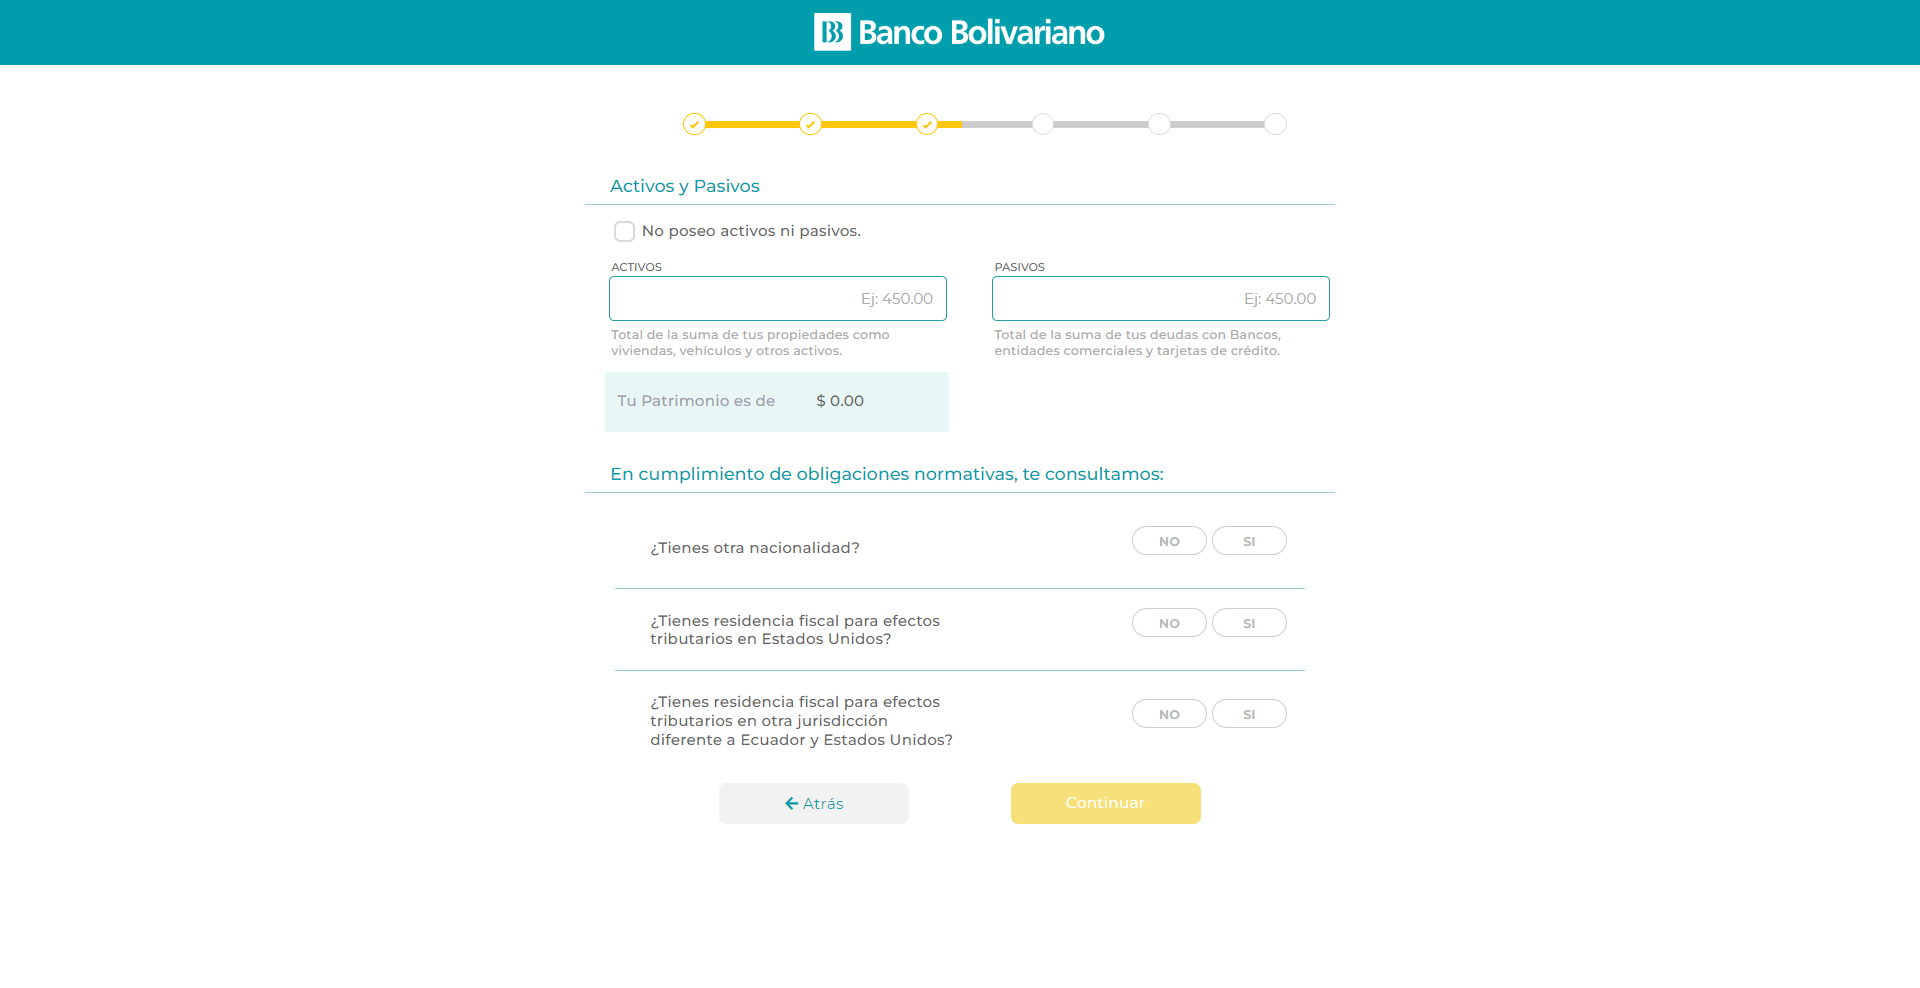 Banco Bolivariano
Activos y Pasivos
No poseo activos ni pasivos.
ACTIVOS
Ej: 450.00
Total de la suma de tus propiedades como
viviendas, vehículos y otros activos.
PASIVOS
Ej: 450.00
Total de la suma de tus deudas con Bancos,
entidades comerciales y tarjetas de crédito.
Tu Patrimonio es de $ 0.00
En cumplimiento de obligaciones normativas, te consultamos:
¿Tienes otra nacionalidad?
NO SI
¿Tienes residencia fiscal para efectos
tributarios en Estados Unidos?
NO SI
¿Tienes residencia fiscal para efectos
tributarios en otra jurisdicción
diferente a Ecuador y Estados Unidos?
NO SI
Atrás
Continuar